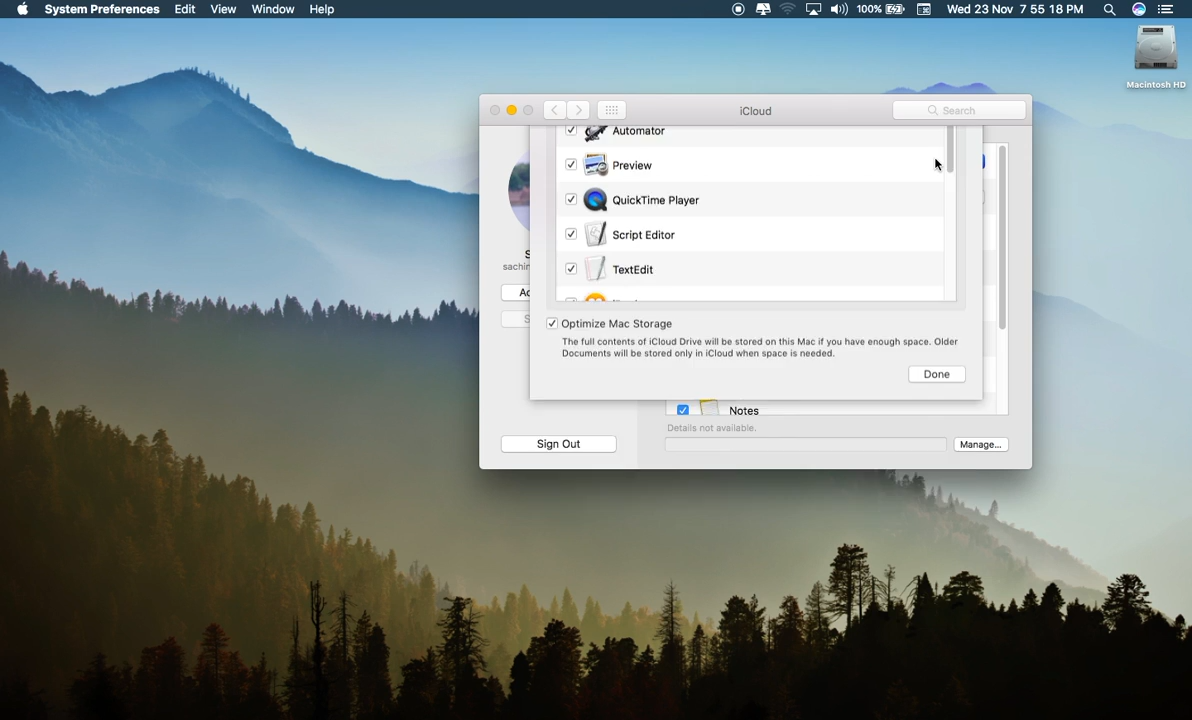 System Preferences Edit View Window Help 100% Wed 23 Nov 7 55 18 PM
Macintosh HD
iCloud Search
Automator
Preview
QuickTime Player
Script Editor
TextEdit
S
sachin
Ac
S
Optimize Mac Storage
The full contents of iCloud Drive will be stored on this Mac if you have enough space. Older
Documents will be stored only in iCloud when space is needed.
Done
Notes
Details not available.
Sign Out
Manage...